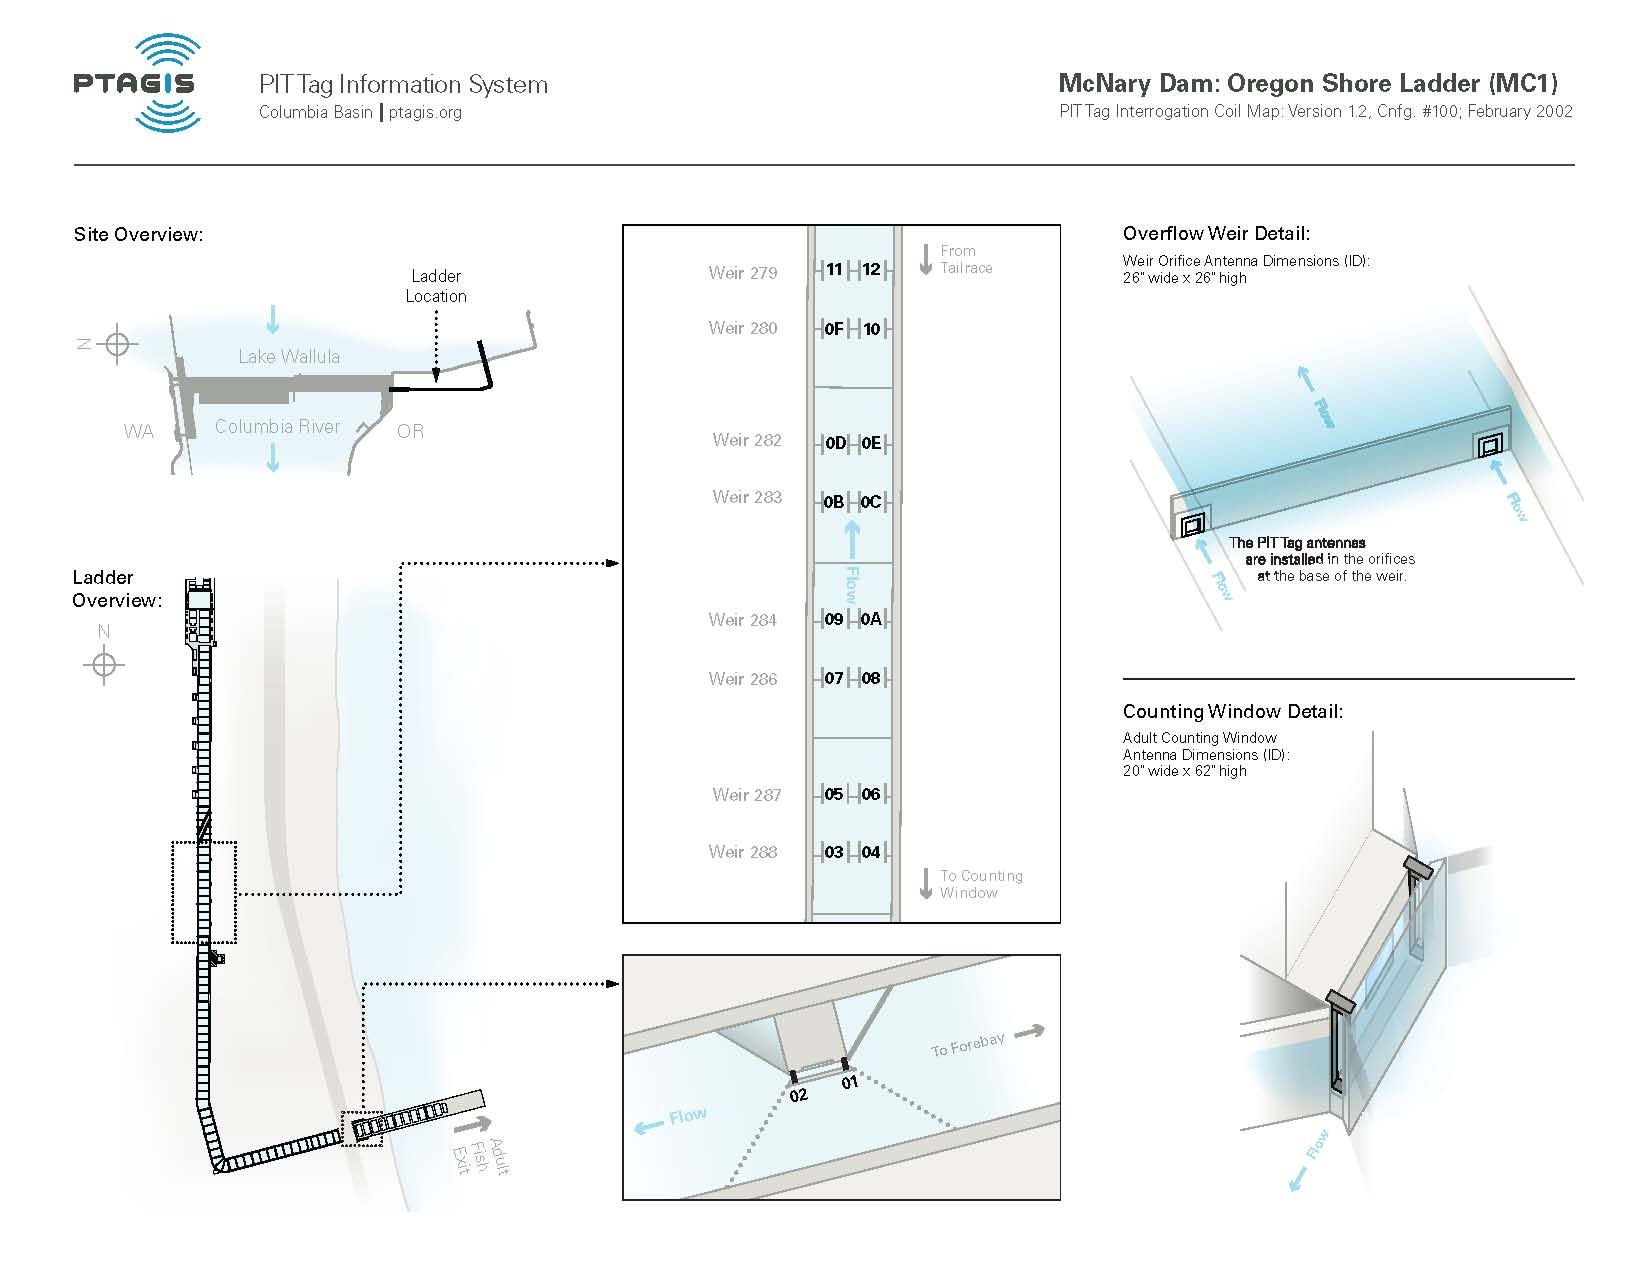 PTAGIS
PIT Tag Information System
Columbia Basin | ptagis.org
McNary Dam: Oregon Shore Ladder (MC1)
PIT Tag Interrogation Coil Map: Version 1.2, Cnfg. #100; February 2002
Site Overview:
Ladder
Location
N
Lake Wallula
WA
Columbia River
OR
Ladder
Overview:
N
Adult
Fish
Exit
From
Tailrace
Weir 279
11 12
Weir 280
0F 10
Weir 282
0D 0E
Weir 283
0B 0C
Flow
Weir 284
09 0A
Weir 286
07 08
Weir 287
05 06
Weir 288
03 04
To Counting
Window
To Forebay
02
01
Flow
Overflow Weir Detail:
Weir Orifice Antenna Dimensions (ID):
26" wide x 26" high
Flow
Flow
Flow
The PIT Tag antennas
are installed in the orifices
at the base of the weir.
Counting Window Detail:
Adult Counting Window
Antenna Dimensions (ID):
20" wide x 62" high
Flow